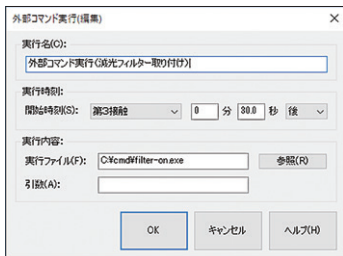 外部コマンド実行(編集)
実行名(C):
外部コマンド実行(減光フィルター取り付け)
実行時刻:
開始時刻(S): 第3接触 0 分 30.0 秒 後
実行内容:
実行ファイル(F): C:¥cmd¥filter-on.exe 参照(R)
引数(A):
OK キャンセル ヘルプ(H)